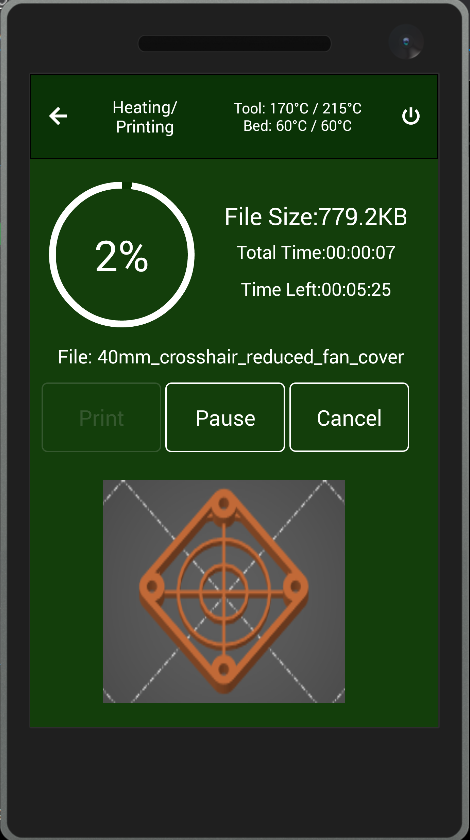 Heating/
Printing
Tool: 170°C / 215°C
Bed: 60°C / 60°C
2%
File Size:779.2KB
Total Time:00:00:07
Time Left:00:05:25
File: 40mm_crosshair_reduced_fan_cover
Print
Pause
Cancel